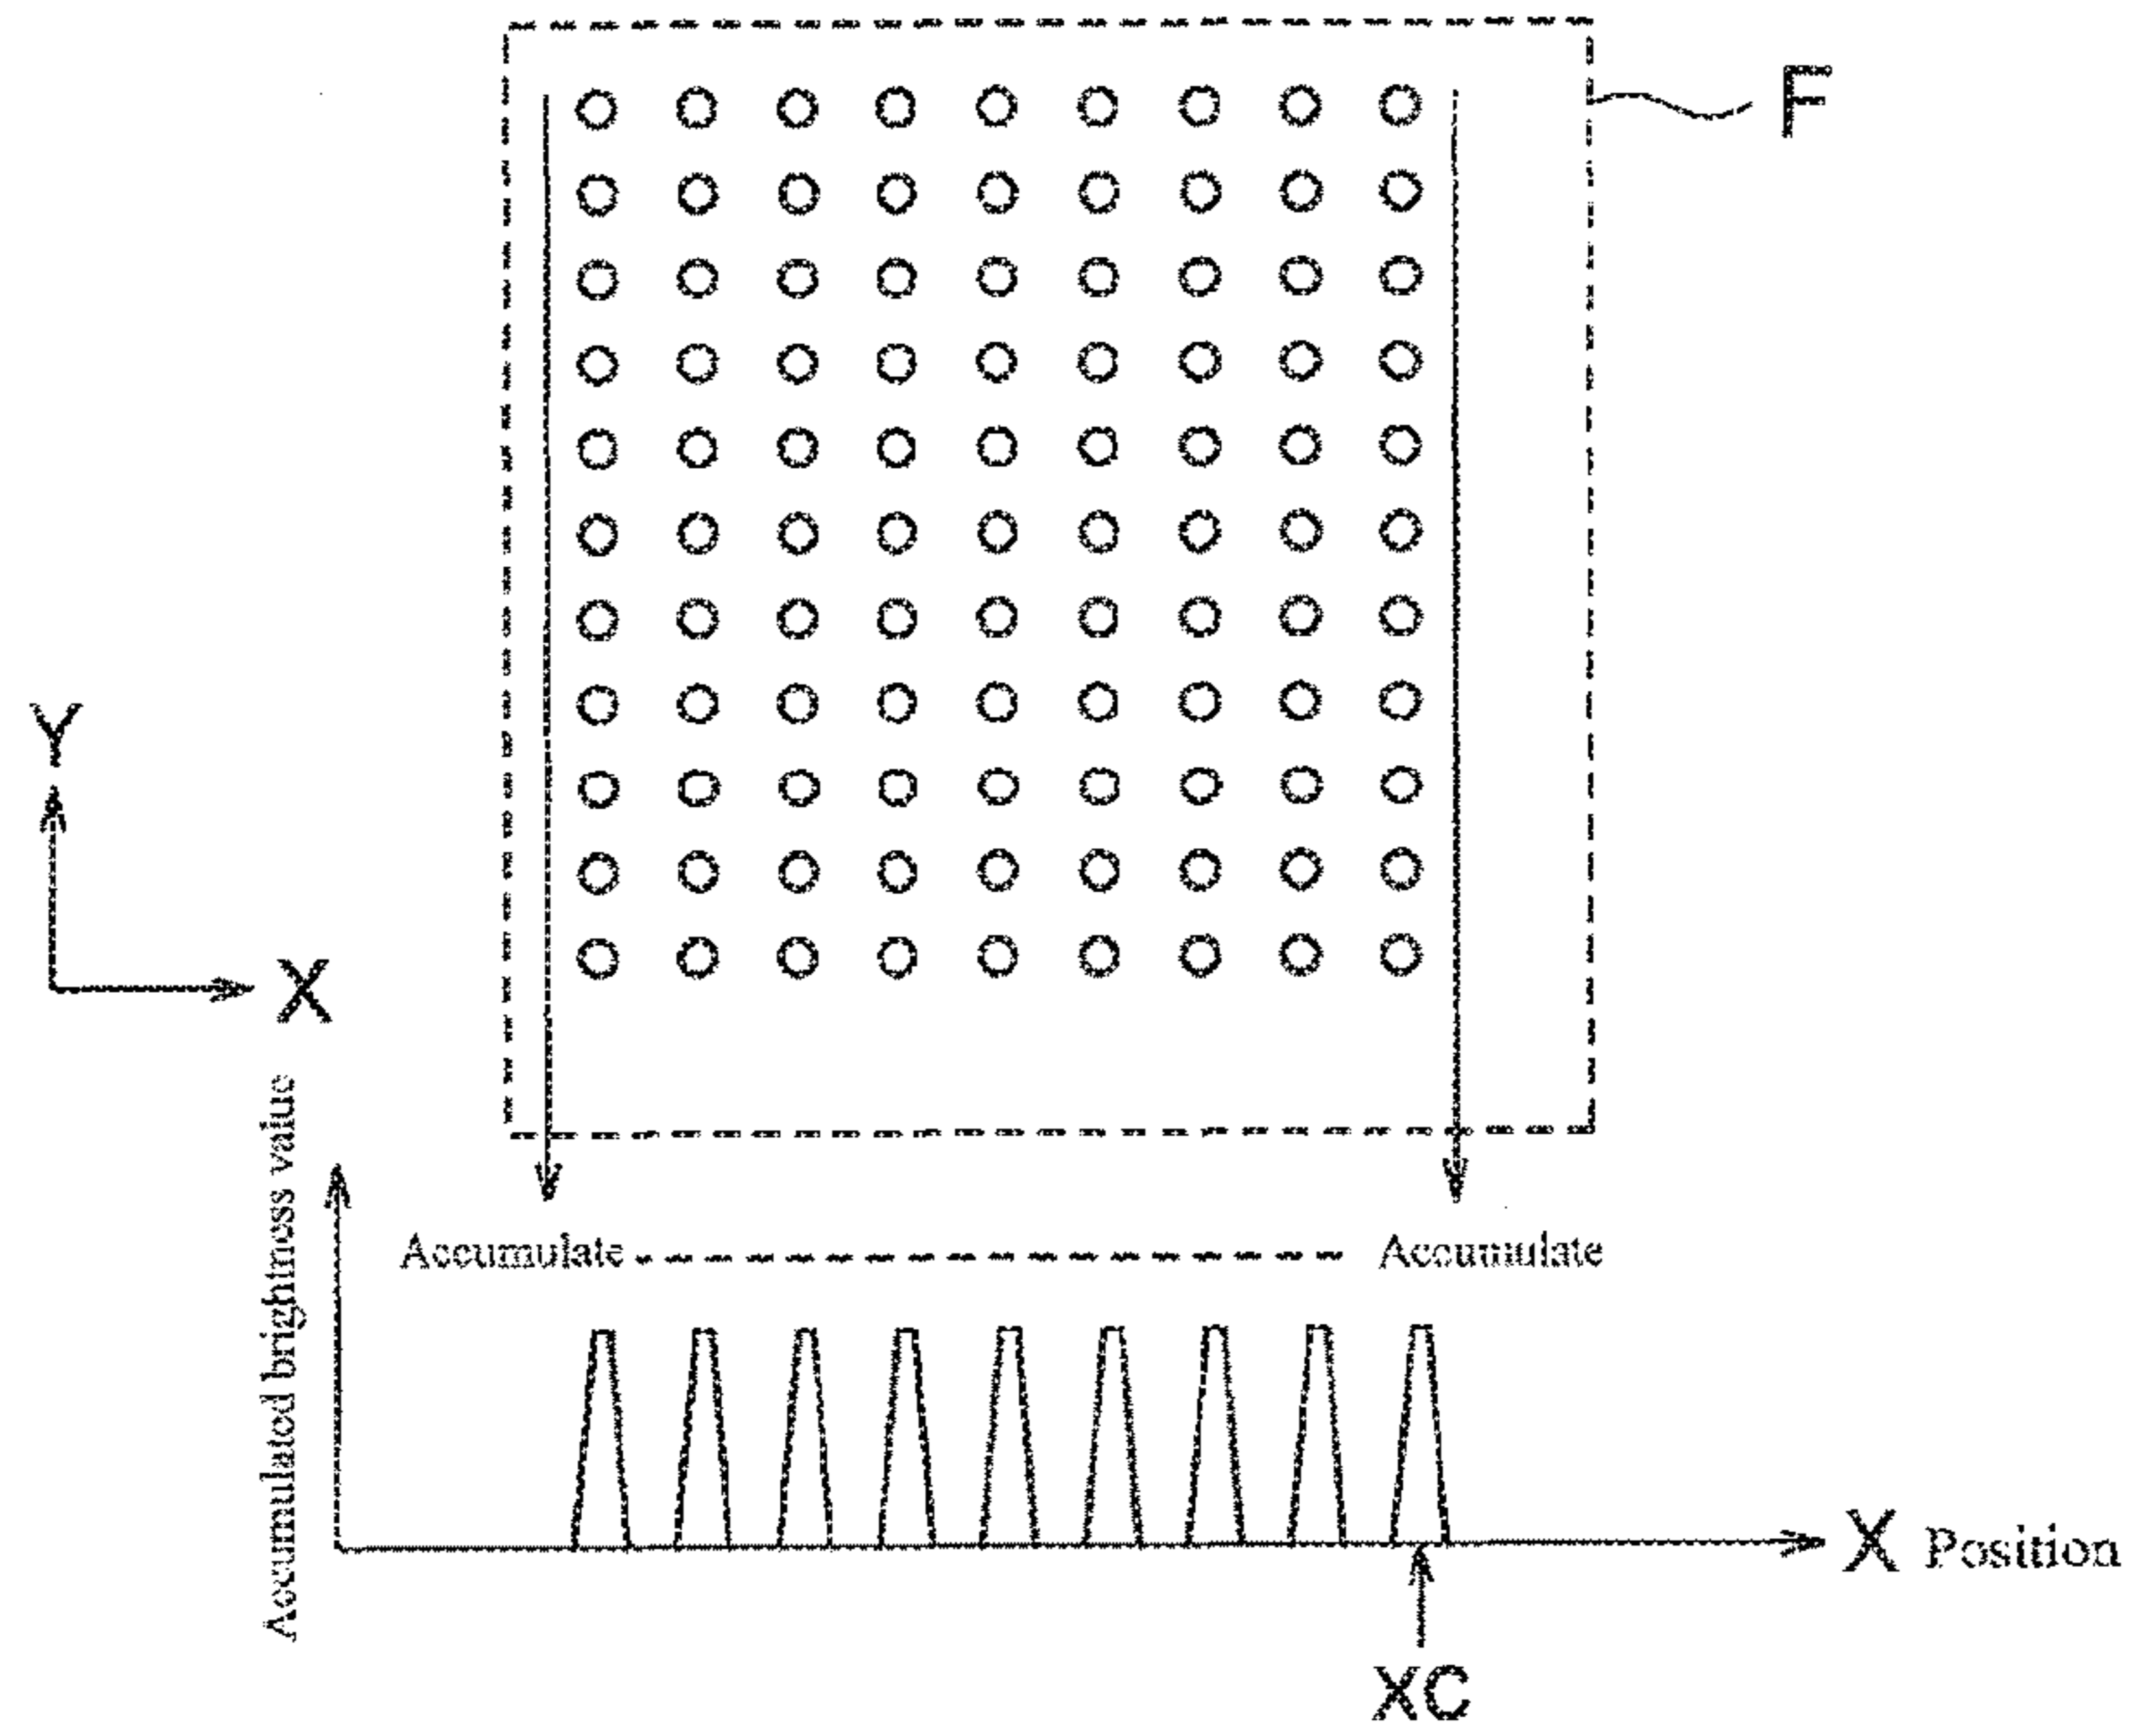 F
Y
X
Accumulated brightness value
Accumulate
Accumulate
X Position
XC